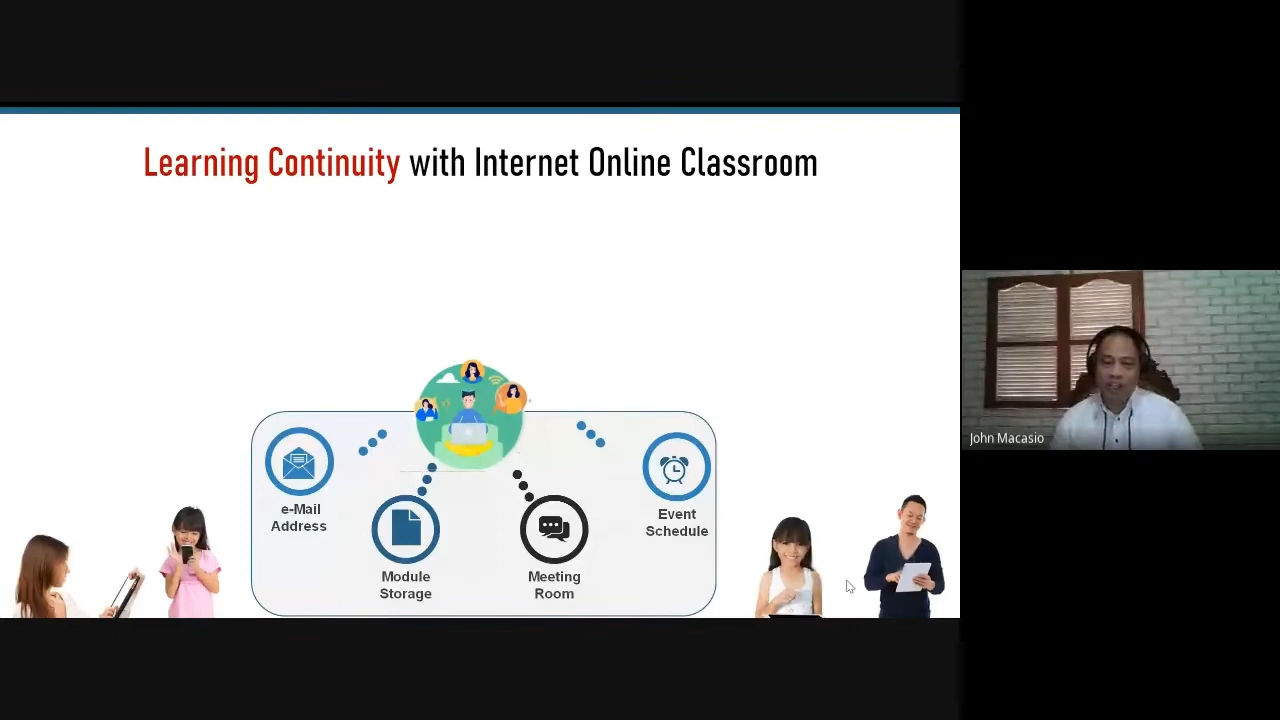 Learning Continuity with Internet Online Classroom
e-Mail
Address
Module
Storage
Meeting
Room
Event
Schedule
John Macasio